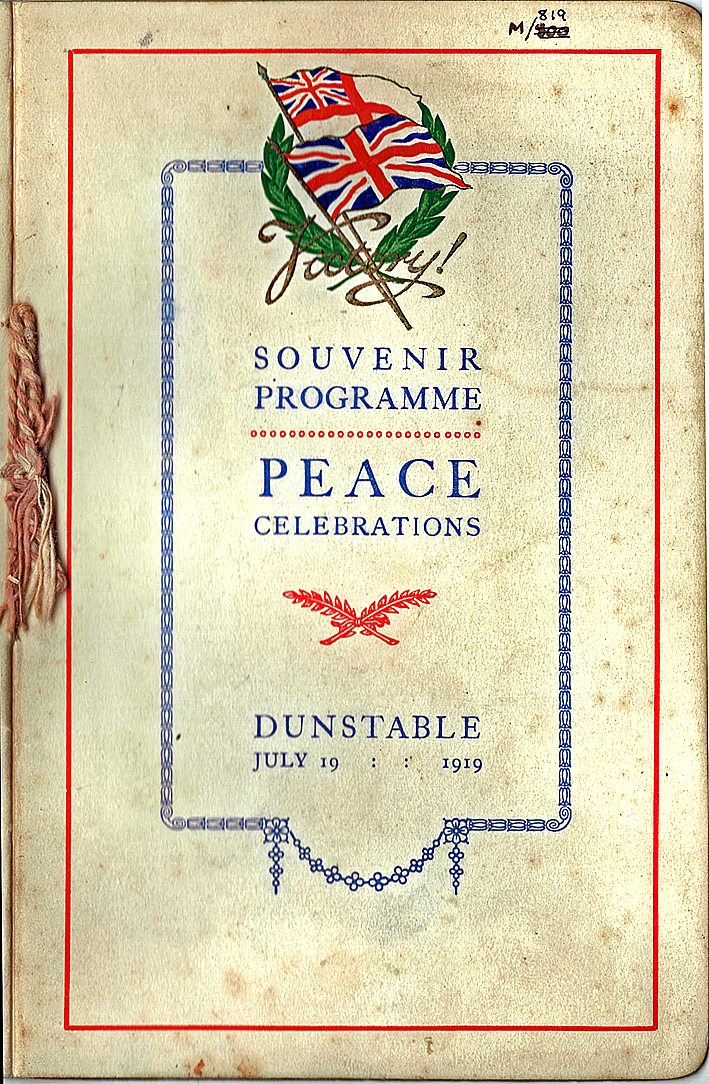 819
M/
Victory!
SOUVENIR
PROGRAMME
PEACE
CELEBRATIONS
DUNSTABLE
JULY 19 : : 1919